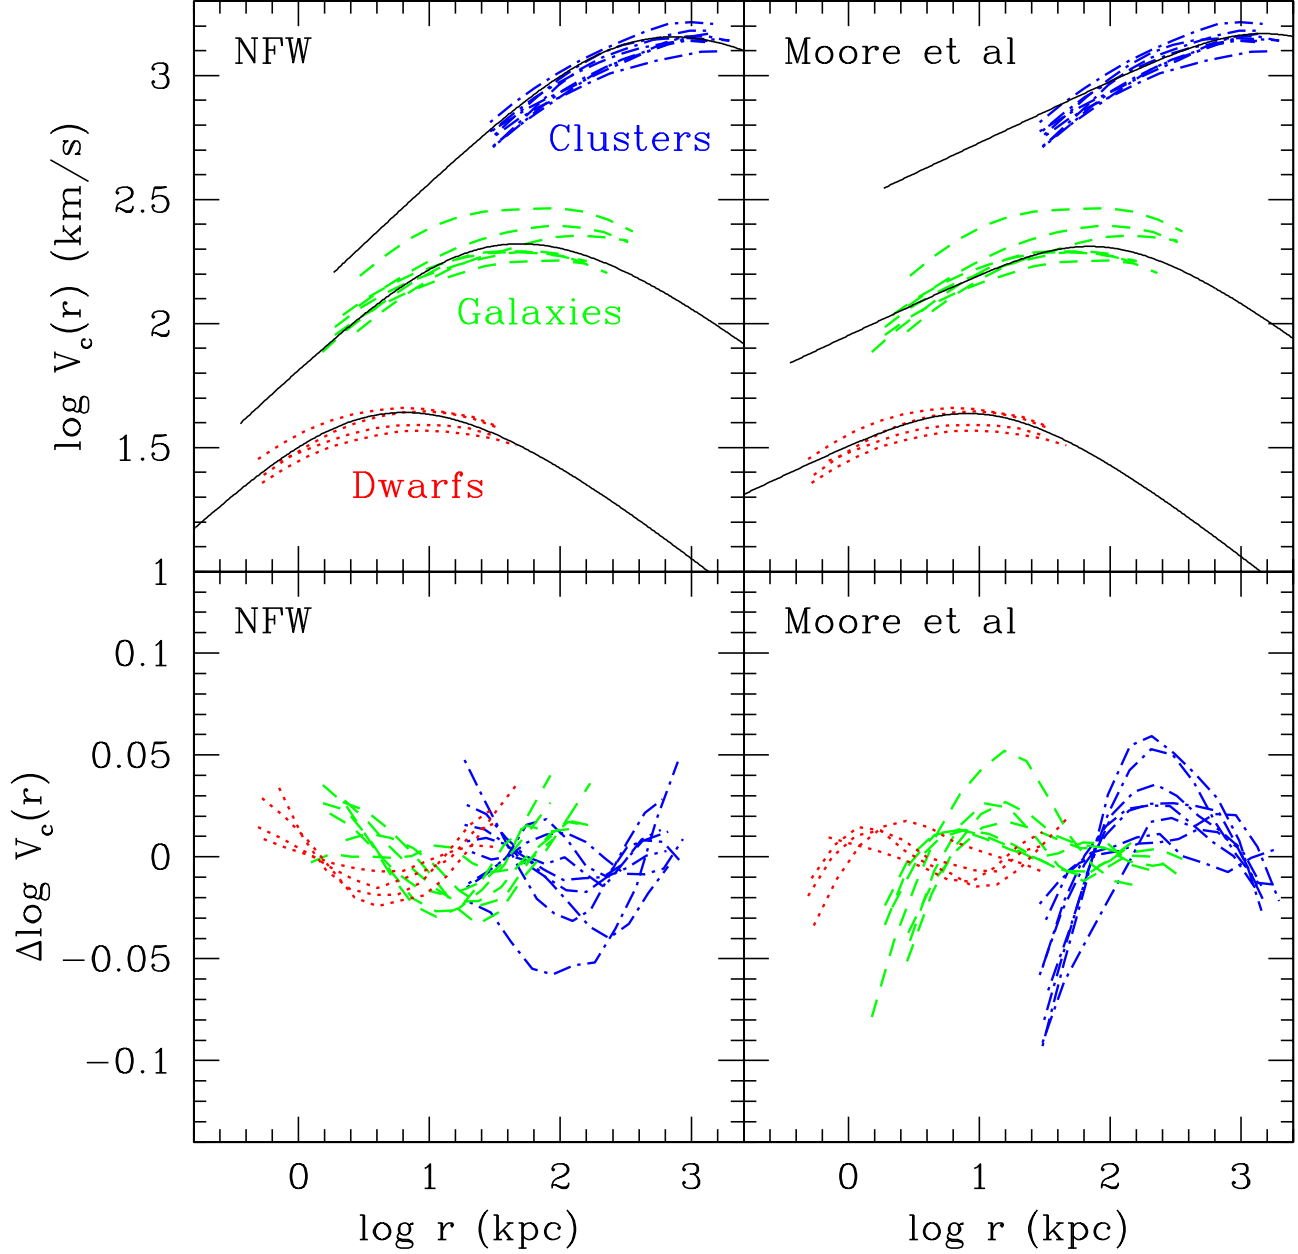 NFW
Moore et al
3
Clusters
2.5
log V_c(r) (km/s)
Galaxies
2
1.5
Dwarfs
1
NFW
Moore et al
0.1
0.05
Δlog V_c(r)
0
−0.05
−0.1
0 1 2 3
0 1 2 3
log r (kpc)
log r (kpc)